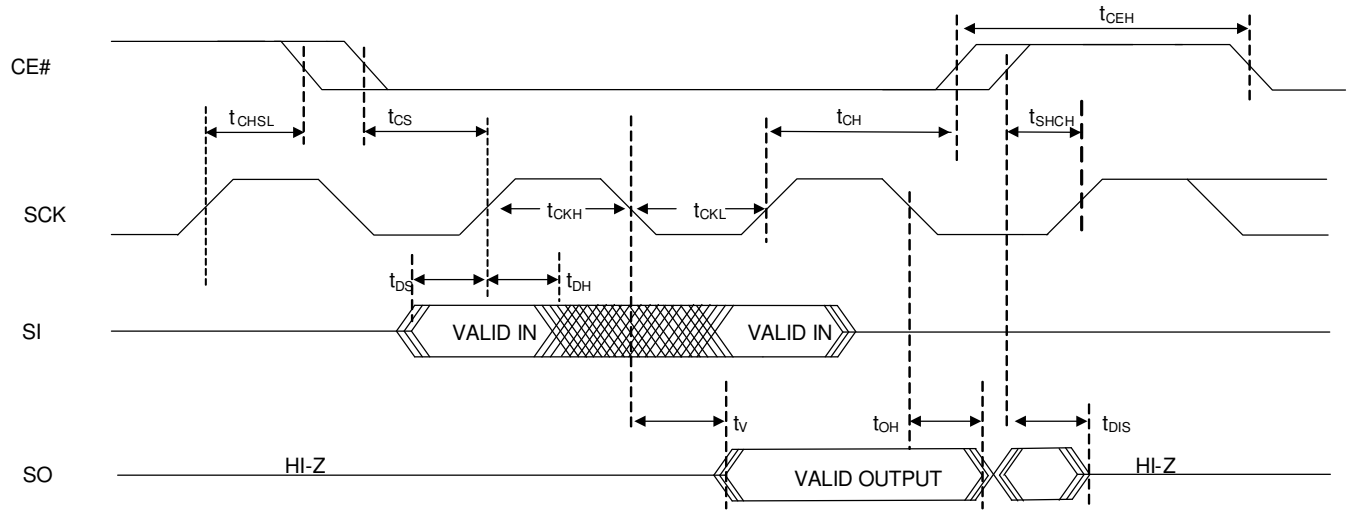 tCEH
CE#
tCHSL
tCS
tCH
tSHCH
SCK
tCKH
tCKL
tDS
tDH
SI
VALID IN
VALID IN
tV
tOH
tDIS
SO
HI-Z
VALID OUTPUT
HI-Z